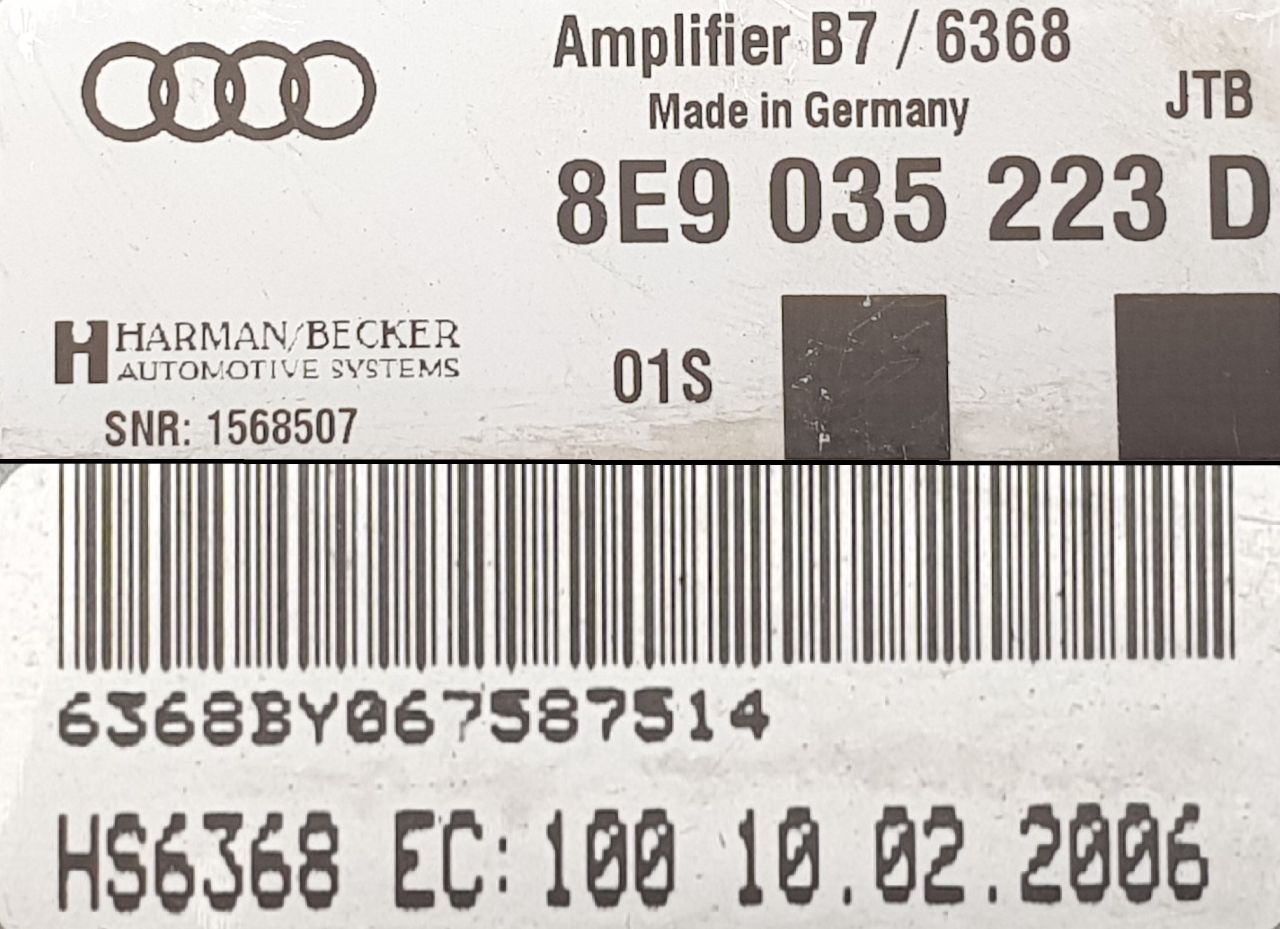 Amplifier B7 / 6368
Made in Germany
JTB
8E9 035 223 D
HARMAN/BECKER
AUTOMOTIVE SYSTEMS
01S
SNR: 1568507
6368BY067587514
HS6368 EC: 100 10.02.2006